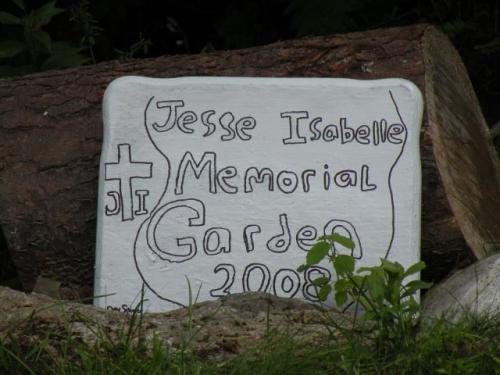 Jesse Isabelle
Memorial
Garden
2008
J I